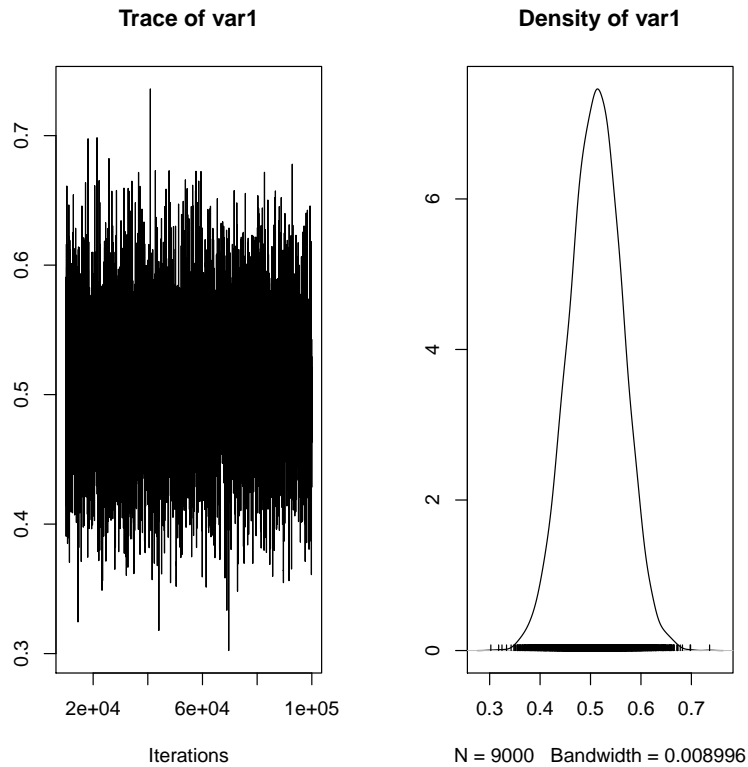 Trace of var1
0.7
0.6
0.5
0.4
0.3
2e+04
6e+04
1e+05
Iterations
Density of var1
6
4
2
0
0.3
0.4
0.5
0.6
0.7
N = 9000 Bandwidth = 0.008996